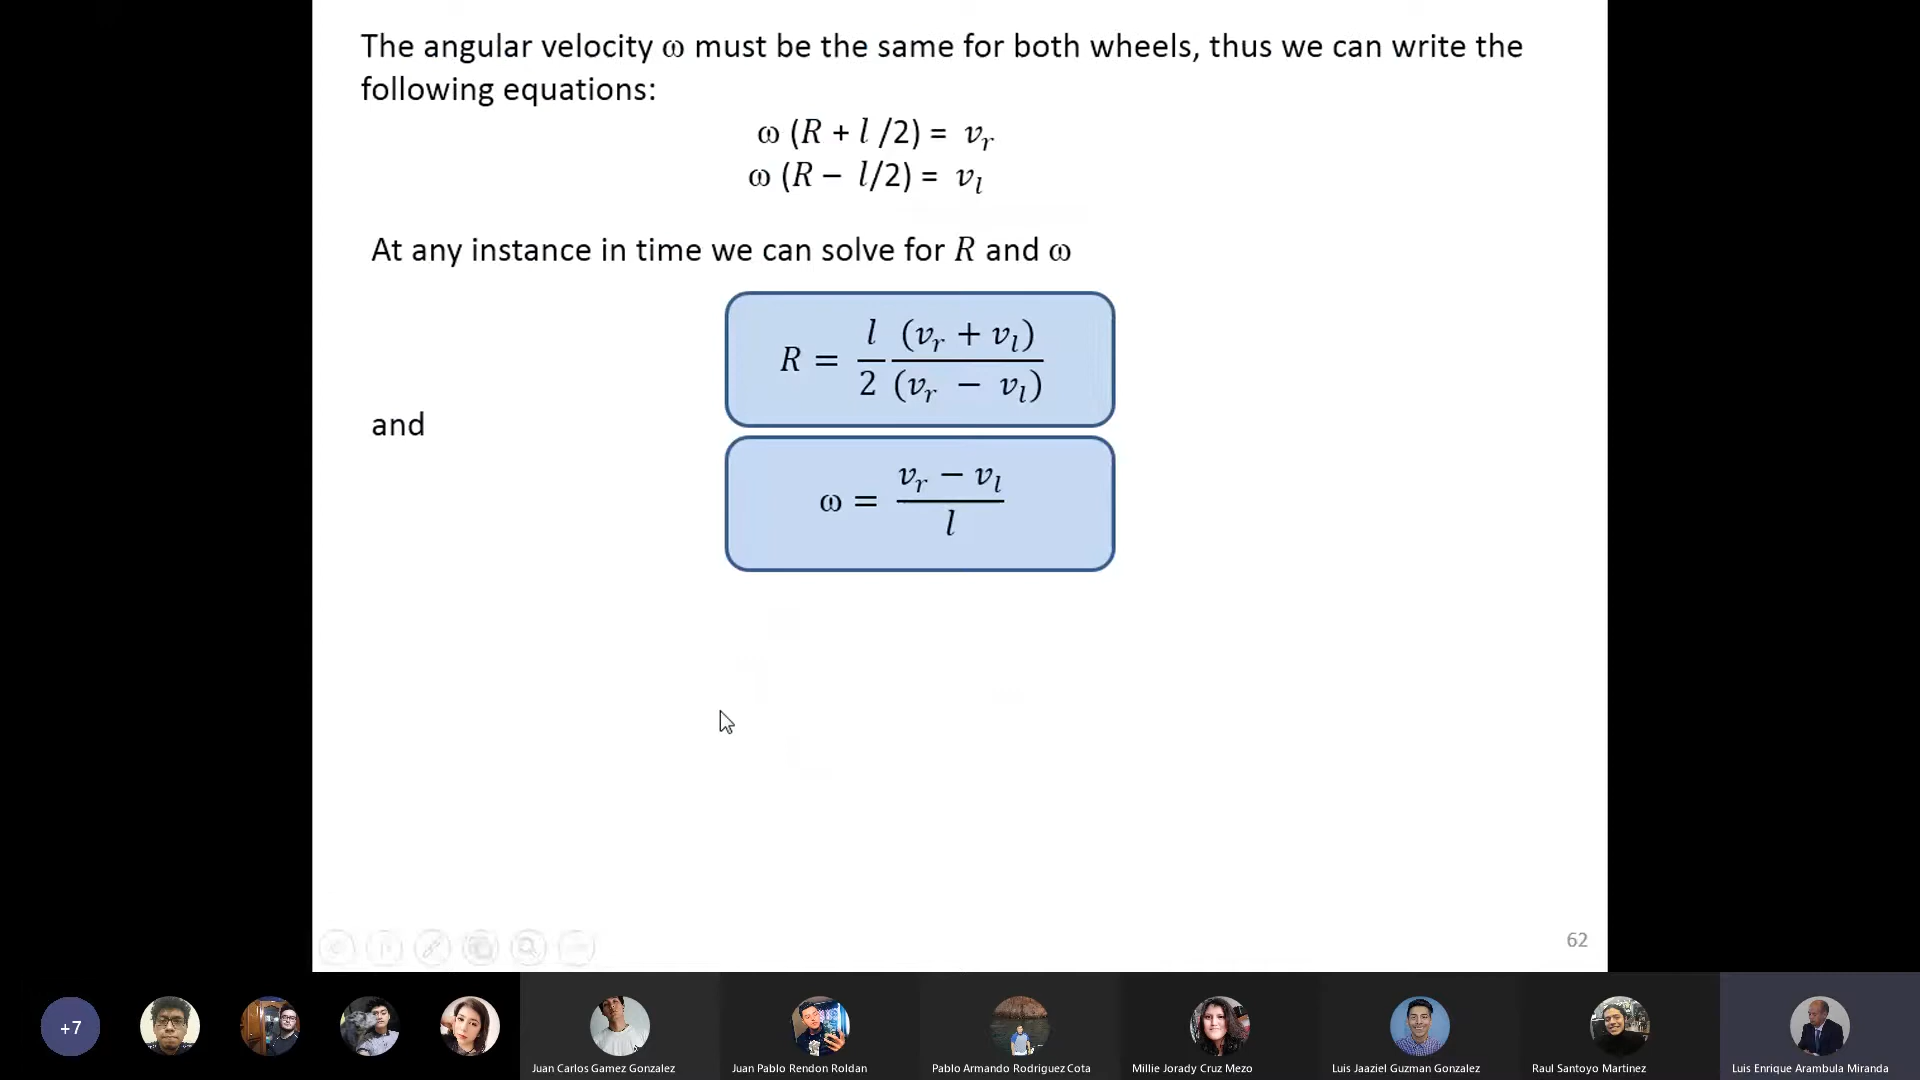 The angular velocity ω must be the same for both wheels, thus we can write the
following equations:
ω (R + l /2) = v_r
ω (R – l/2) = v_l
At any instance in time we can solve for R and ω
R = l/2 (v_r + v_l)/(v_r − v_l)
and
ω = (v_r − v_l)/l
62
+7
Juan Carlos Gamez Gonzalez
Juan Pablo Rendon Roldan
Pablo Armando Rodriguez Cota
Millie Jorady Cruz Mezo
Luis Jaaziel Guzman Gonzalez
Raul Santoyo Martinez
Luis Enrique Arambula Miranda